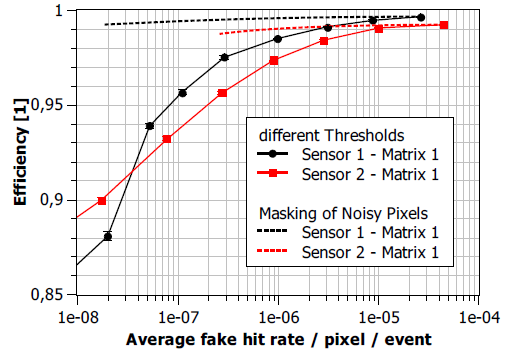 1
0,95
0,9
0,85
Efficiency [1]
different Thresholds
Sensor 1 - Matrix 1
Sensor 2 - Matrix 1
Masking of Noisy Pixels
Sensor 1 - Matrix 1
Sensor 2 - Matrix 1
1e-08 1e-07 1e-06 1e-05 1e-04
Average fake hit rate / pixel / event